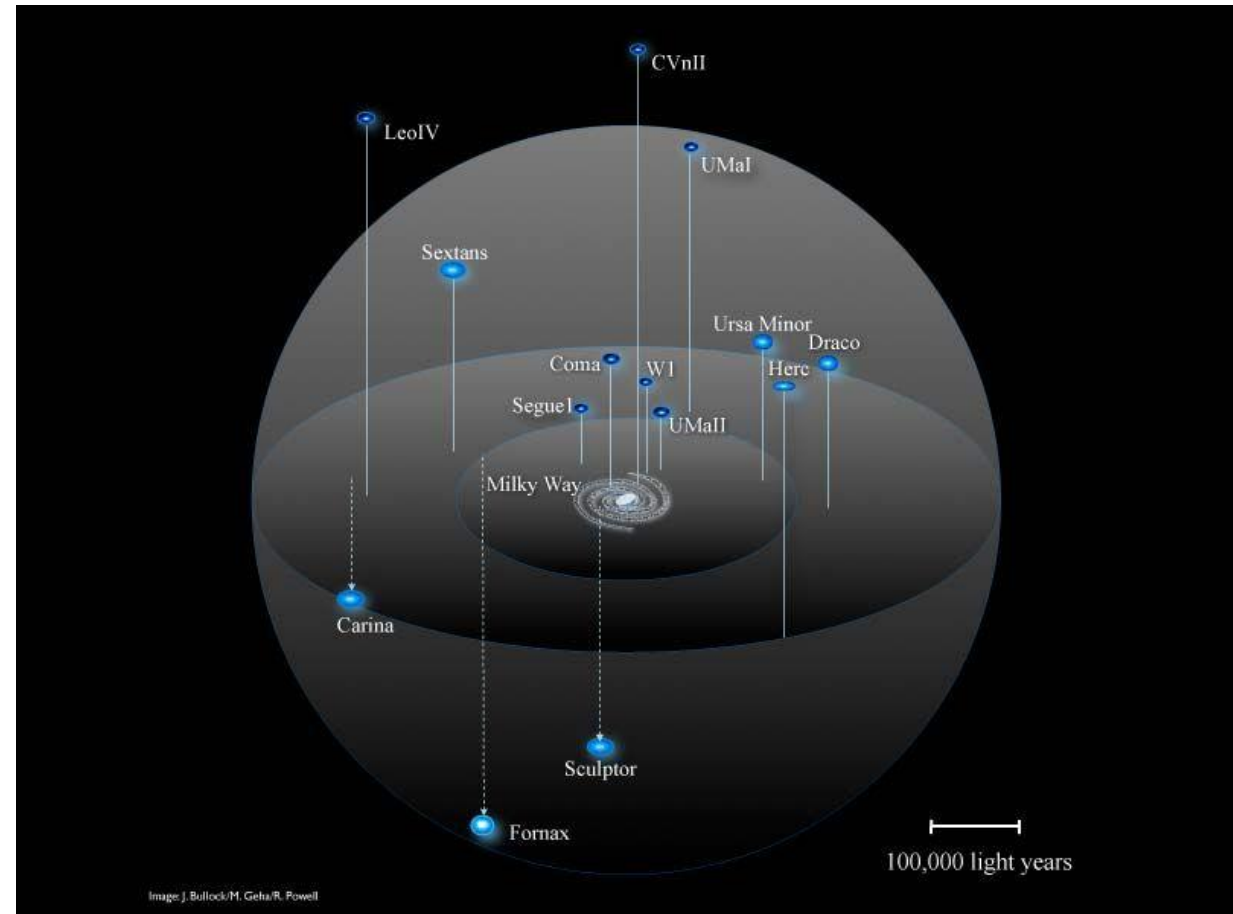 CVnII
LeoIV
UMaI
Sextans
Ursa Minor
Draco
Coma
W1
Herc
Segue1
UMaII
Milky Way
Carina
Sculptor
Fornax
100,000 light years
Image: J. Bullock/M. Geha/R. Powell